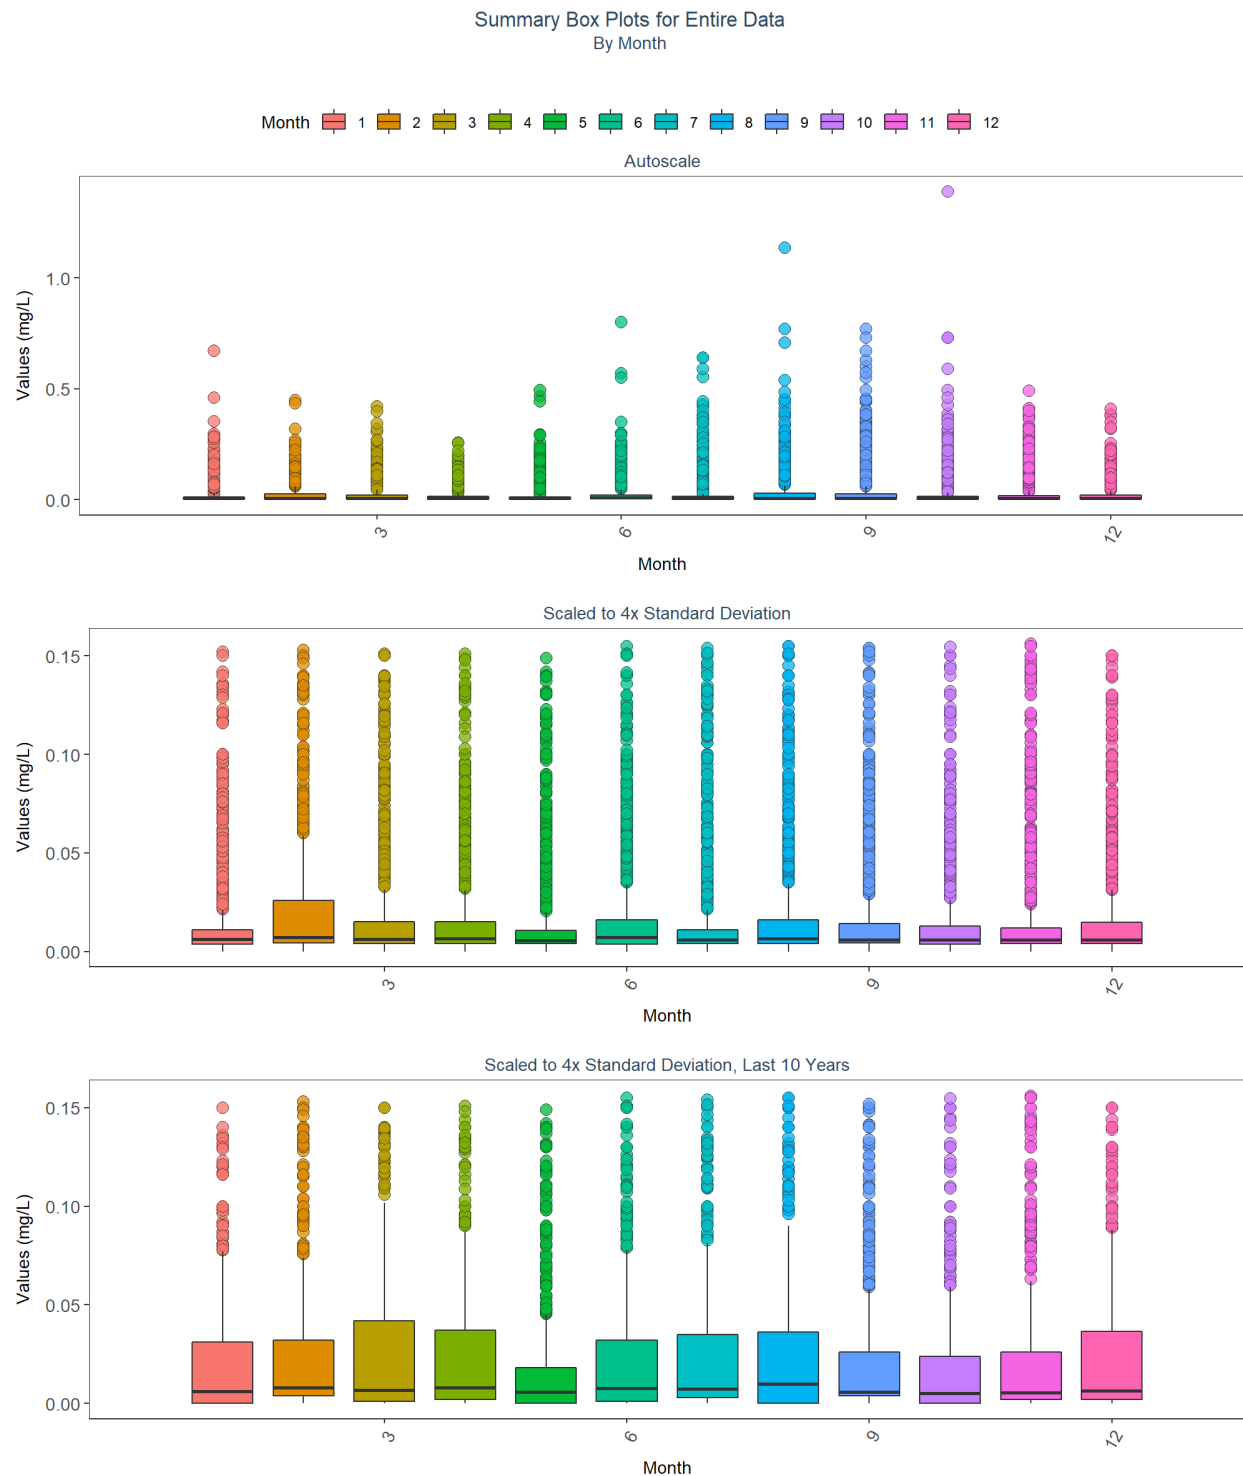 Summary Box Plots for Entire Data
By Month
Month 1 2 3 4 5 6 7 8 9 10 11 12
Autoscale
Values (mg/L)
1.0
0.5
0.0
3 6 9 12
Month
Scaled to 4x Standard Deviation
Values (mg/L)
0.15
0.10
0.05
0.00
3 6 9 12
Month
Scaled to 4x Standard Deviation, Last 10 Years
Values (mg/L)
0.15
0.10
0.05
0.00
3 6 9 12
Month